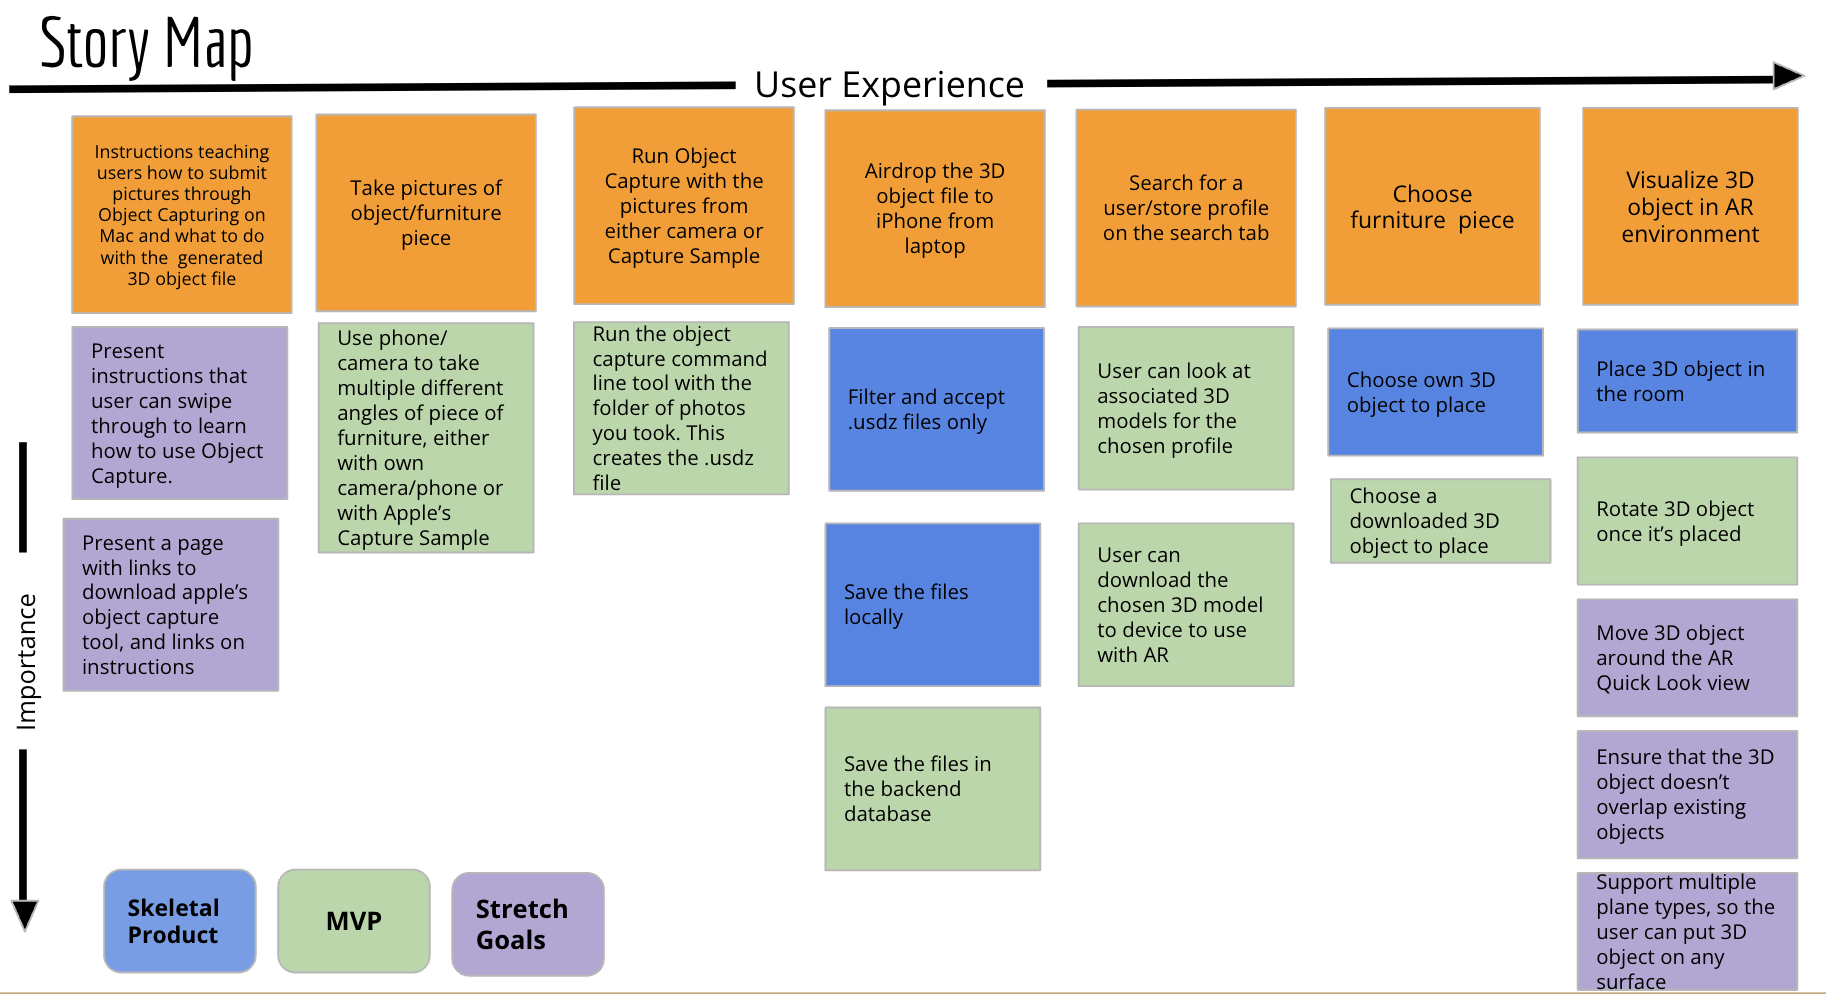 Story Map
User Experience
Instructions teaching
users how to submit
pictures through
Object Capturing on
Mac and what to do
with the generated
3D object file
Take pictures of
object/furniture
piece
Run Object
Capture with the
pictures from
either camera or
Capture Sample
Airdrop the 3D
object file to
iPhone from
laptop
Search for a
user/store profile
on the search tab
Choose
furniture piece
Visualize 3D
object in AR
environment
Present
instructions that
user can swipe
through to learn
how to use Object
Capture.
Present a page
with links to
download apple’s
object capture
tool, and links on
instructions
Use phone/
camera to take
multiple different
angles of piece of
furniture, either
with own
camera/phone or
with Apple’s
Capture Sample
Run the object
capture command
line tool with the
folder of photos
you took. This
creates the .usdz
file
Filter and accept
.usdz files only
Save the files
locally
Save the files in
the backend
database
User can look at
associated 3D
models for the
chosen profile
User can
download the
chosen 3D model
to device to use
with AR
Choose own 3D
object to place
Choose a
downloaded 3D
object to place
Place 3D object in
the room
Rotate 3D object
once it’s placed
Move 3D object
around the AR
Quick Look view
Ensure that the 3D
object doesn’t
overlap existing
objects
Support multiple
plane types, so the
user can put 3D
object on any
surface
Importance
Skeletal
Product
MVP
Stretch
Goals